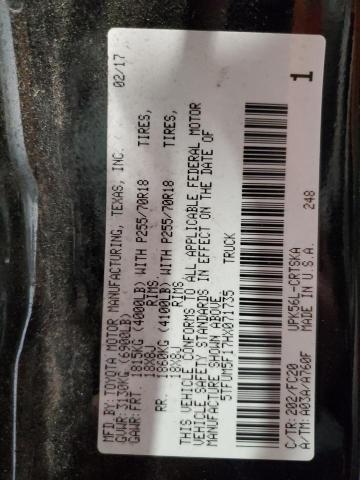 MFD BY: TOYOTA MOTOR MANUFACTURING, TEXAS, INC. 02/17
GVWR: 3130KG (6900LB)
GAWR: FRT. 1815KG (4000LB) WITH P255/70R18 TIRES,
18X8J RIMS
RR. 1860KG (4100LB) WITH P255/70R18 TIRES,
18X8J RIMS
THIS VEHICLE CONFORMS TO ALL APPLICABLE FEDERAL MOTOR
VEHICLE SAFETY STANDARDS IN EFFECT ON THE DATE OF
MANUFACTURE SHOWN ABOVE.
5TFUM5F17HX071735 TRUCK
248
C/TR: 202/FC20 UPK56L-CRTSKA
A/TM: A03A/A760F MADE IN U.S.A. 1